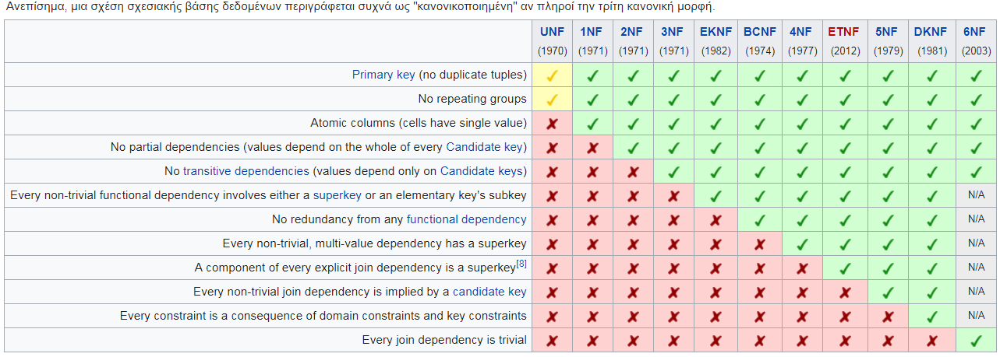 Ανεπίσημα, μια σχέση σχεσιακής βάσης δεδομένων περιγράφεται συχνά ως "κανονικοποιημένη" αν πληροί την τρίτη κανονική μορφή.
UNF 1NF 2NF 3NF EKNF BCNF 4NF ETNF 5NF DKNF 6NF
(1970) (1971) (1971) (1971) (1982) (1974) (1977) (2012) (1979) (1981) (2003)
Primary key (no duplicate tuples) ✓ ✓ ✓ ✓ ✓ ✓ ✓ ✓ ✓ ✓ ✓
No repeating groups ✓ ✓ ✓ ✓ ✓ ✓ ✓ ✓ ✓ ✓ ✓
Atomic columns (cells have single value) ✗ ✓ ✓ ✓ ✓ ✓ ✓ ✓ ✓ ✓ ✓
No partial dependencies (values depend on the whole of every Candidate key) ✗ ✗ ✓ ✓ ✓ ✓ ✓ ✓ ✓ ✓ ✓
No transitive dependencies (values depend only on Candidate keys) ✗ ✗ ✗ ✓ ✓ ✓ ✓ ✓ ✓ ✓ ✓
Every non-trivial functional dependency involves either a superkey or an elementary key's subkey ✗ ✗ ✗ ✗ ✓ ✓ ✓ ✓ ✓ ✓ N/A
No redundancy from any functional dependency ✗ ✗ ✗ ✗ ✗ ✓ ✓ ✓ ✓ ✓ N/A
Every non-trivial, multi-value dependency has a superkey ✗ ✗ ✗ ✗ ✗ ✗ ✓ ✓ ✓ ✓ N/A
A component of every explicit join dependency is a superkey[8] ✗ ✗ ✗ ✗ ✗ ✗ ✗ ✓ ✓ ✓ N/A
Every non-trivial join dependency is implied by a candidate key ✗ ✗ ✗ ✗ ✗ ✗ ✗ ✗ ✓ ✓ N/A
Every constraint is a consequence of domain constraints and key constraints ✗ ✗ ✗ ✗ ✗ ✗ ✗ ✗ ✗ ✓ N/A
Every join dependency is trivial ✗ ✗ ✗ ✗ ✗ ✗ ✗ ✗ ✗ ✗ ✓